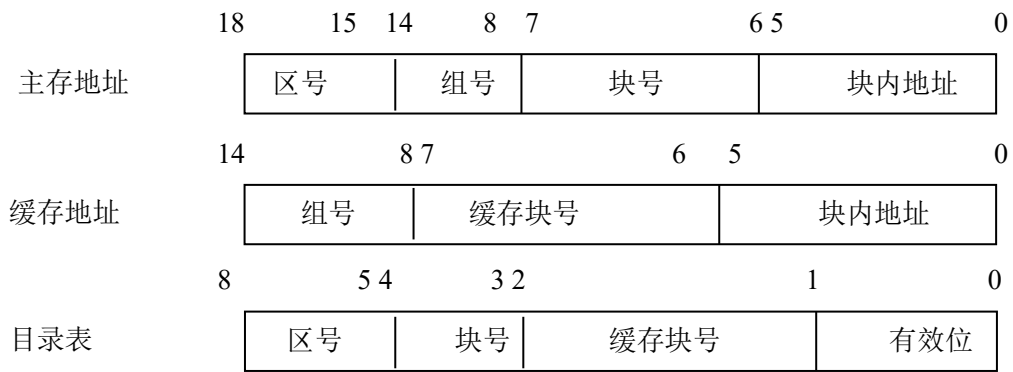 18 15 14 8 7 6 5 0
主存地址 区号 组号 块号 块内地址
14 8 7 6 5 0
缓存地址 组号 缓存块号 块内地址
8 5 4 3 2 1 0
目录表 区号 块号 缓存块号 有效位